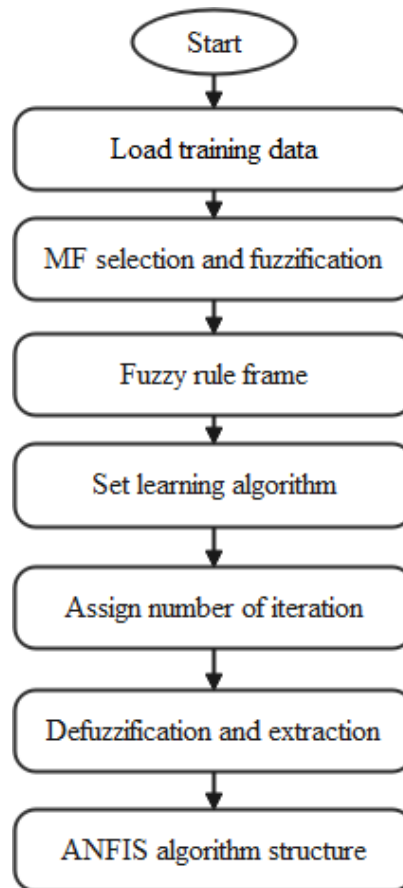 Start
Load training data
MF selection and fuzzification
Fuzzy rule frame
Set learning algorithm
Assign number of iteration
Defuzzification and extraction
ANFIS algorithm structure